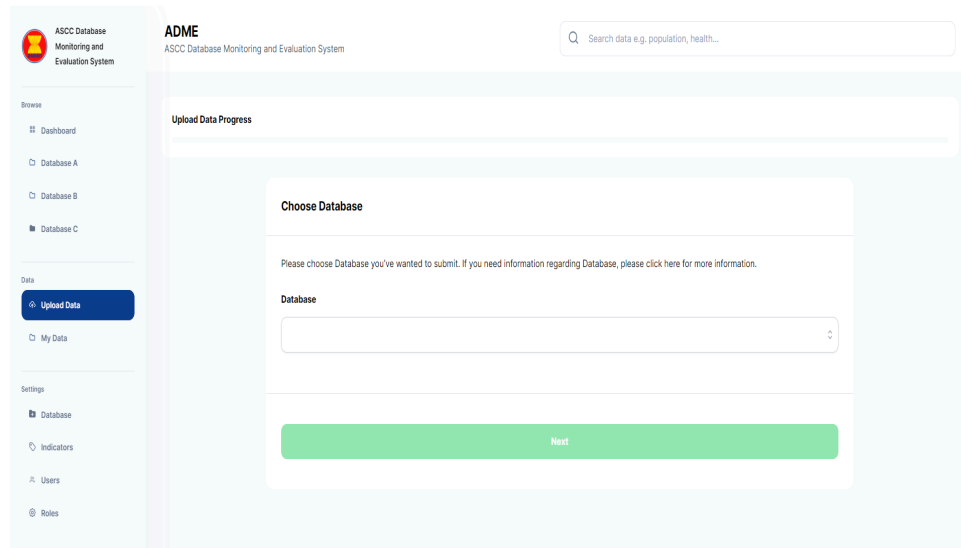 ASCC Database
Monitoring and
Evaluation System
Browse
Dashboard
Database A
Database B
Database C
Data
Upload Data
My Data
Settings
Database
Indicators
Users
Roles
ADME
ASCC Database Monitoring and Evaluation System
Search data e.g. population, health...
Upload Data Progress
Choose Database
Please choose Database you've wanted to submit. If you need information regarding Database, please click here for more information.
Database
Next